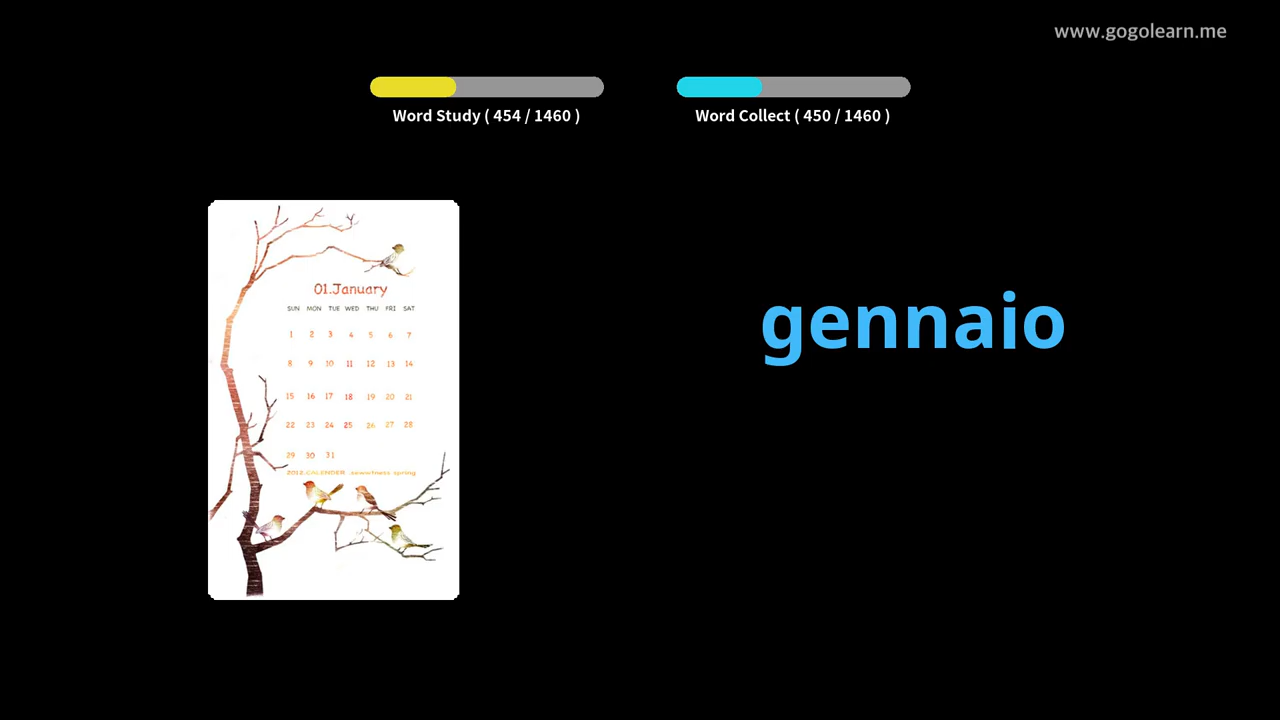 www.gogolearn.me
Word Study ( 454 / 1460 )
Word Collect ( 450 / 1460 )
01.January
SUN MON TUE WED THU FRI SAT
1 2 3 4 5 6 7
8 9 10 11 12 13 14
15 16 17 18 19 20 21
22 23 24 25 26 27 28
29 30 31
CALENDER spring
gennaio